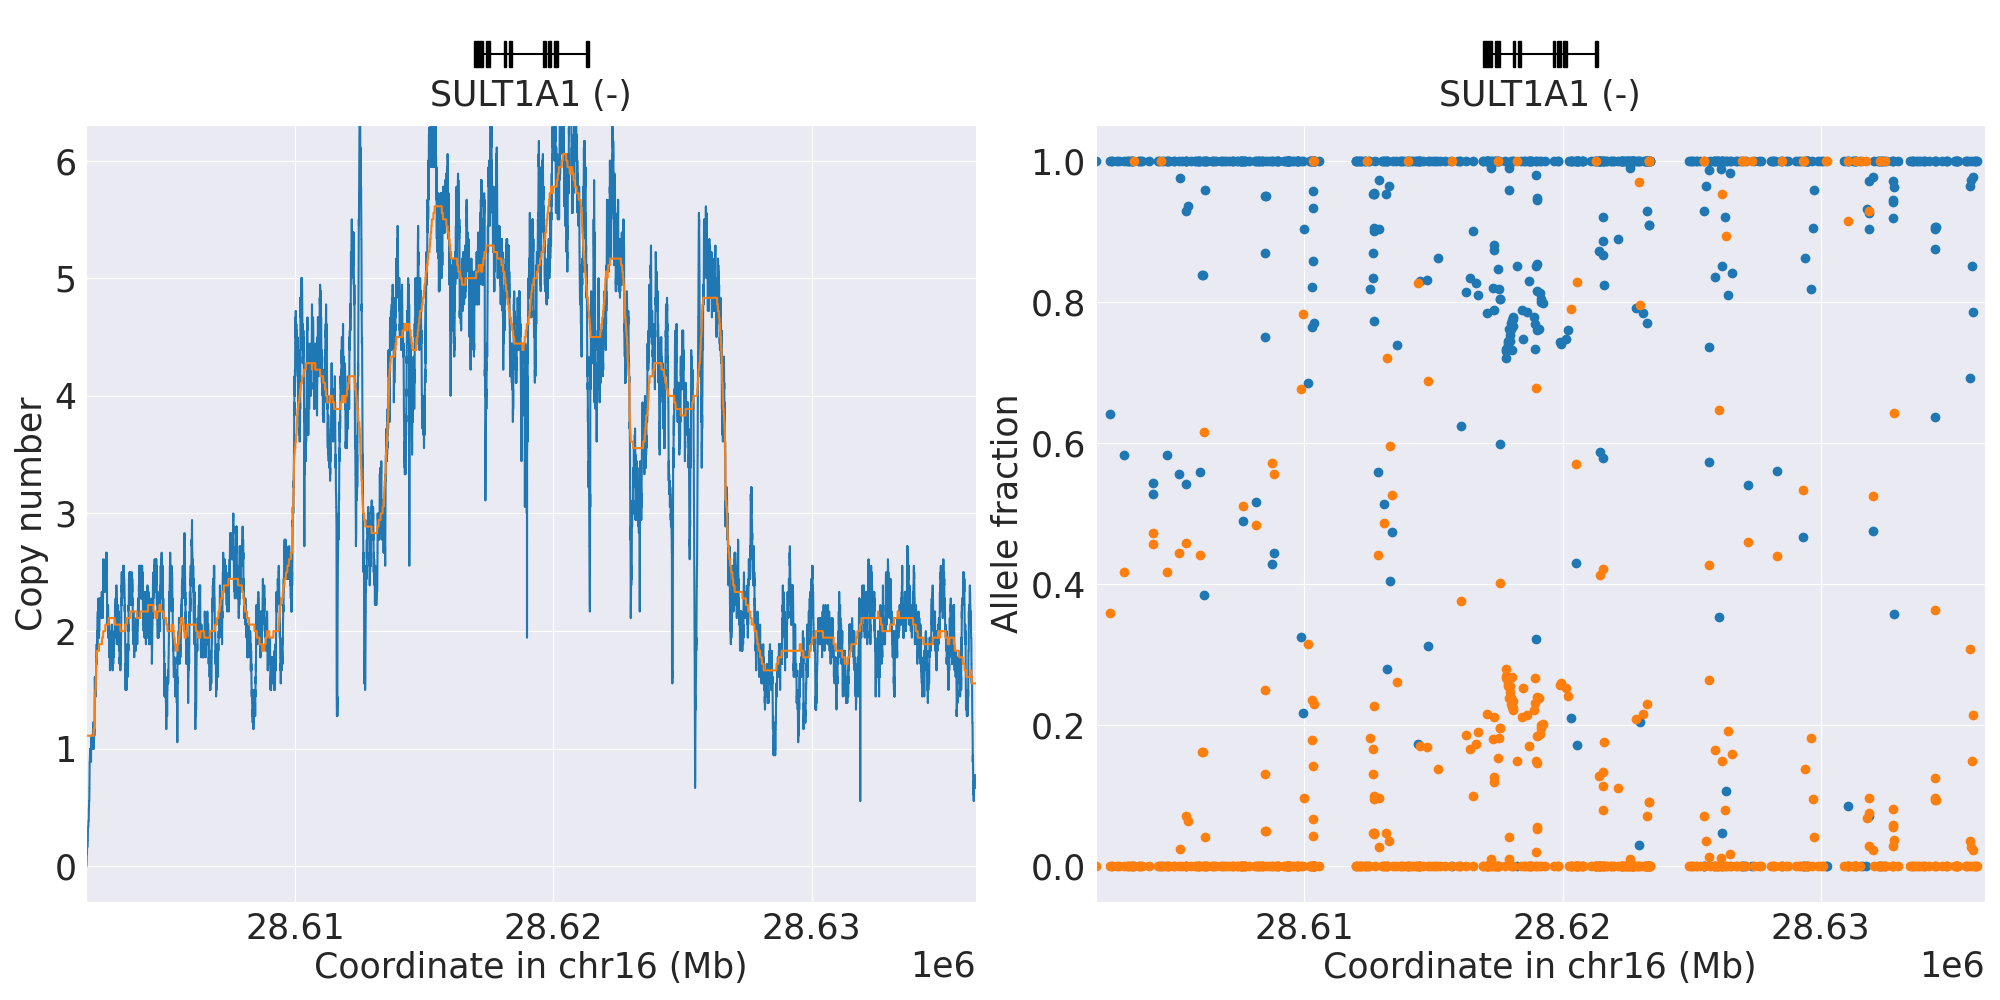 SULT1A1 (-)
6
5
4
3
2
1
0
Copy number
28.61
28.62
28.63
Coordinate in chr16 (Mb)
1e6
SULT1A1 (-)
1.0
0.8
0.6
0.4
0.2
0.0
Allele fraction
28.61
28.62
28.63
Coordinate in chr16 (Mb)
1e6